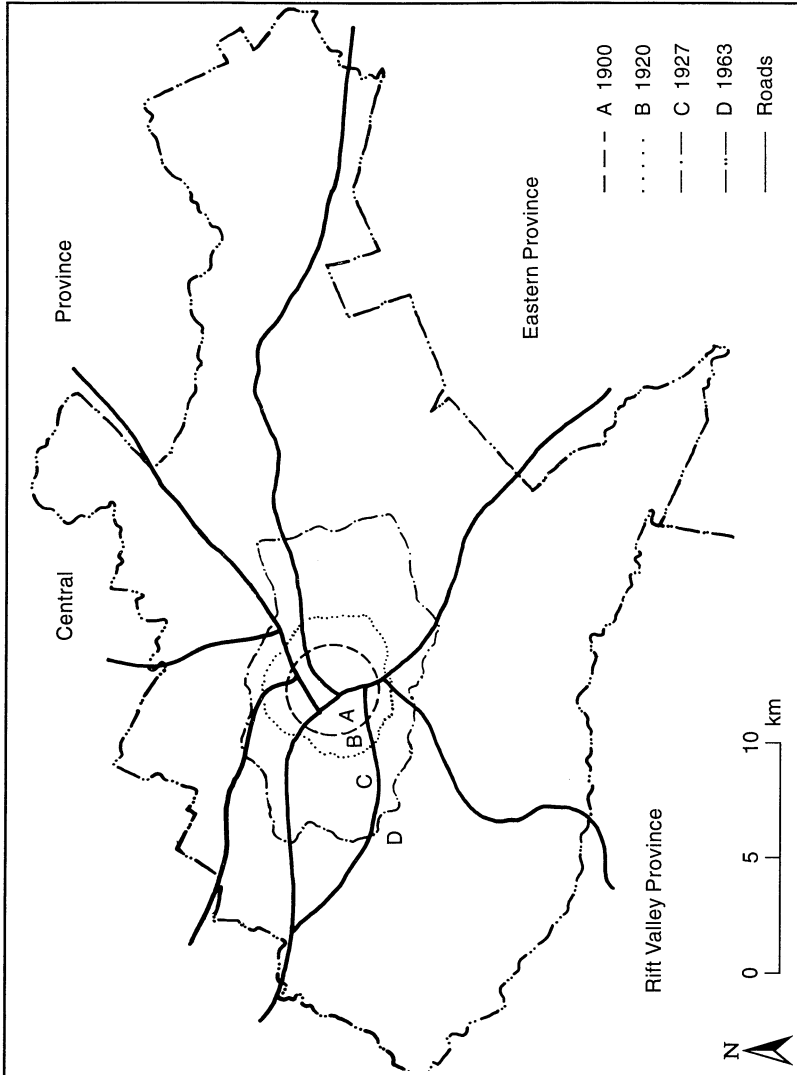 Central
Province
Eastern Province
Rift Valley Province
A
B
C
D
A 1900
B 1920
C 1927
D 1963
Roads
0
5
10
km
N